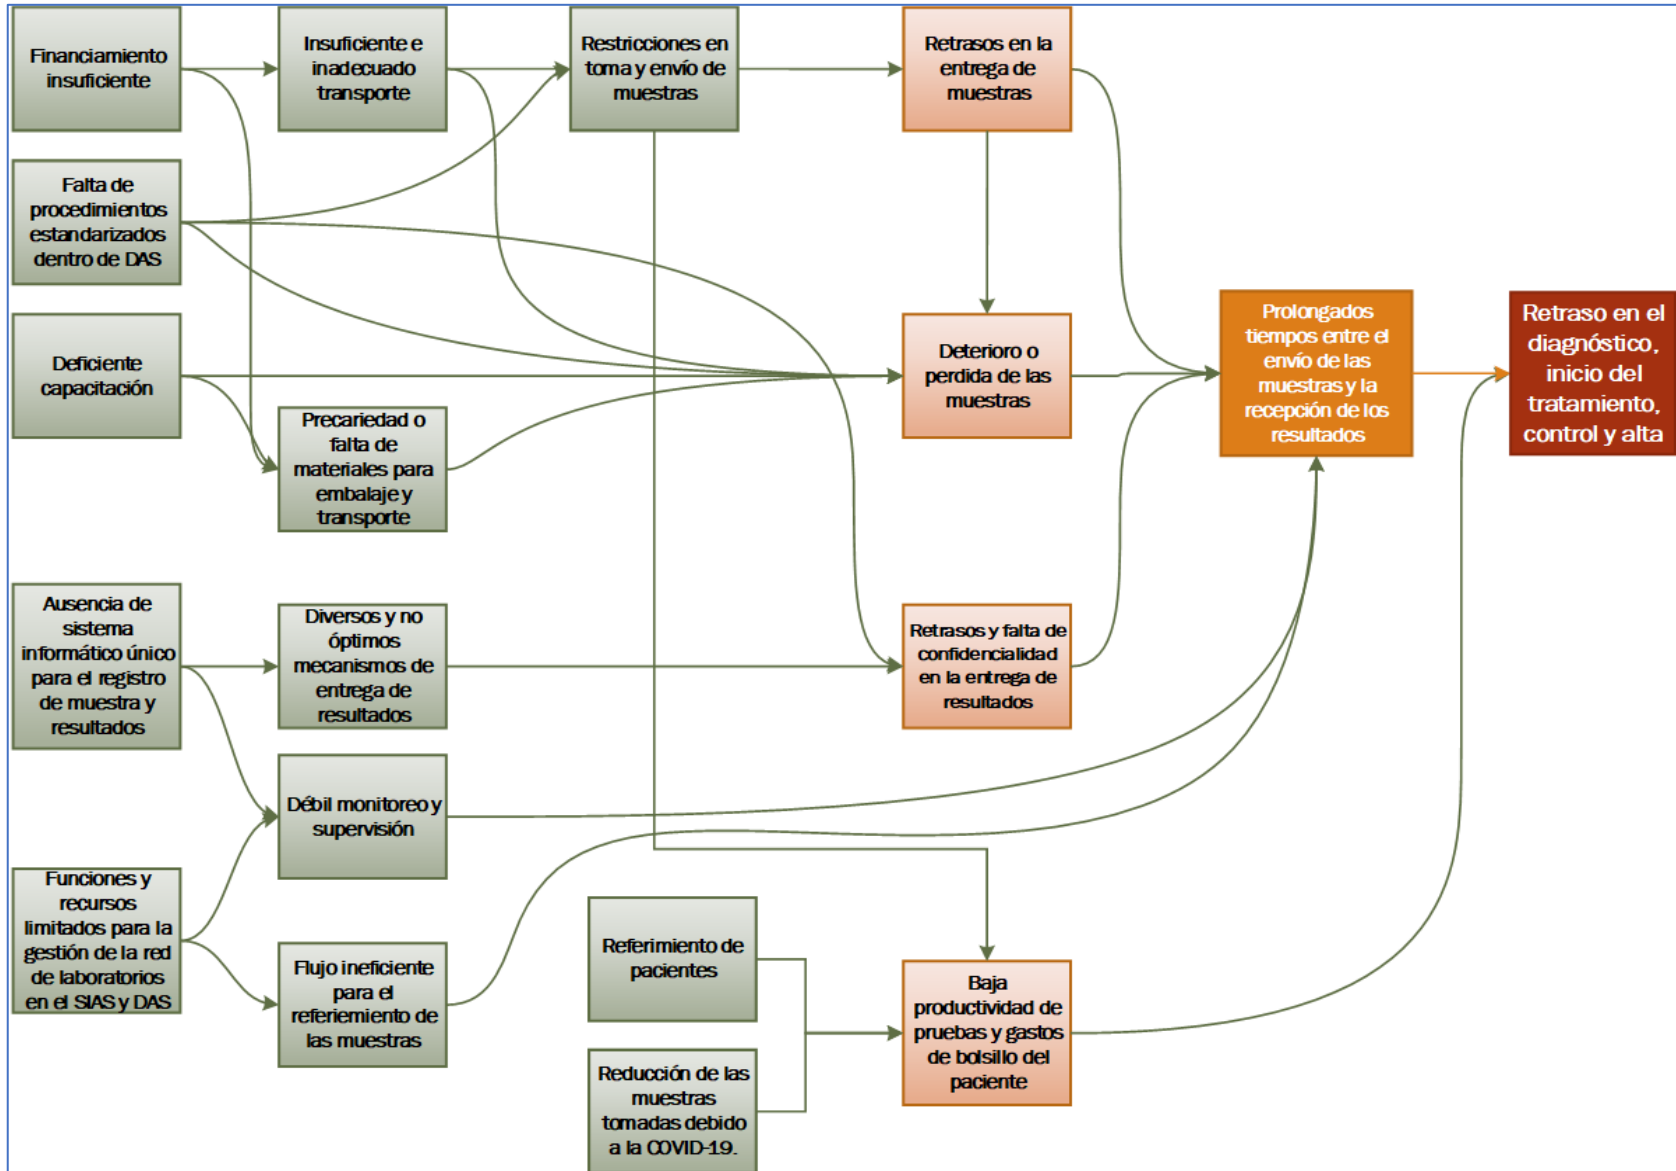 Financiamiento
insuficiente
Insuficiente e
inadecuado
transporte
Restricciones en
toma y envío de
muestras
Retrasos en la
entrega de
muestras
Falta de
procedimientos
estandarizados
dentro de DAS
Deficiente
capacitación
Precariedad o
falta de
materiales para
embalaje y
transporte
Deterioro o
perdida de las
muestras
Prolongados
tiempos entre el
envío de las
muestras y la
recepción de los
resultados
Retraso en el
diagnóstico,
inicio del
tratamiento,
control y alta
Ausencia de
sistema
informático único
para el registro
de muestra y
resultados
Diversos y no
óptimos
mecanismos de
entrega de
resultados
Retrasos y falta de
confidencialidad
en la entrega de
resultados
Débil monitoreo y
supervisión
Funciones y
recursos
limitados para la
gestión de la red
de laboratorios
en el SIAS y DAS
Flujo ineficiente
para el
referiemiento de
las muestras
Referimiento de
pacientes
Reducción de las
muestras
tomadas debido
a la COVID-19.
Baja
productividad de
pruebas y gastos
de bolsillo del
paciente